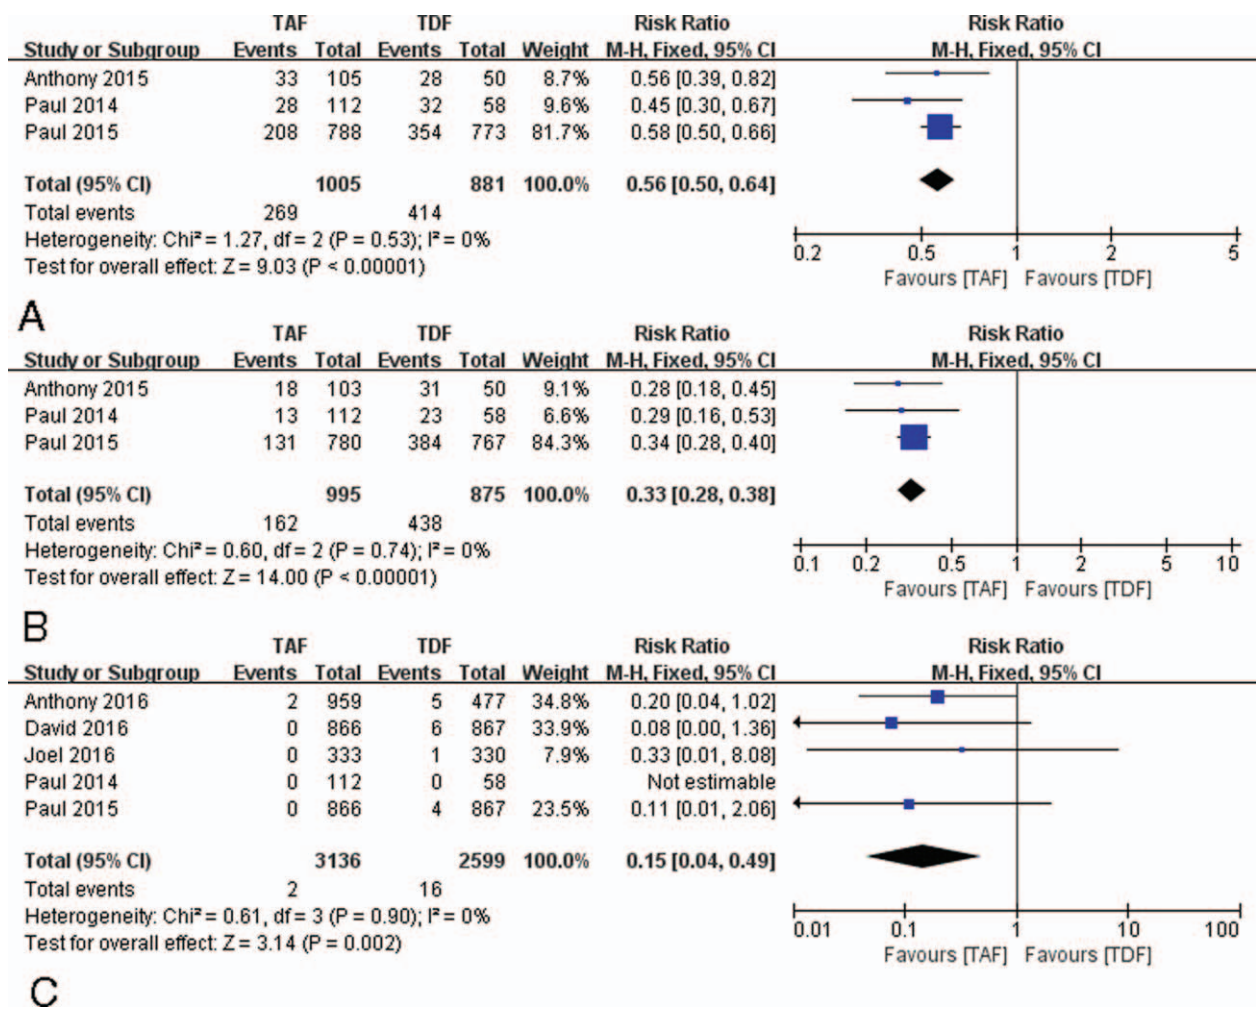 TAF TDF Risk Ratio Risk Ratio
Study or Subgroup Events Total Events Total Weight M-H, Fixed, 95% CI M-H, Fixed, 95% CI
Anthony 2015 33 105 28 50 8.7% 0.56 [0.39, 0.82]
Paul 2014 28 112 32 58 9.6% 0.45 [0.30, 0.67]
Paul 2015 208 788 354 773 81.7% 0.58 [0.50, 0.66]
Total (95% CI) 1005 881 100.0% 0.56 [0.50, 0.64]
Total events 269 414
Heterogeneity: Chi² = 1.27, df = 2 (P = 0.53); I² = 0%
Test for overall effect: Z = 9.03 (P < 0.00001)
0.2 0.5 1 2 5
Favours [TAF] Favours [TDF]
A
TAF TDF Risk Ratio Risk Ratio
Study or Subgroup Events Total Events Total Weight M-H, Fixed, 95% CI M-H, Fixed, 95% CI
Anthony 2015 18 103 31 50 9.1% 0.28 [0.18, 0.45]
Paul 2014 13 112 23 58 6.6% 0.29 [0.16, 0.53]
Paul 2015 131 780 384 767 84.3% 0.34 [0.28, 0.40]
Total (95% CI) 995 875 100.0% 0.33 [0.28, 0.38]
Total events 162 438
Heterogeneity: Chi² = 0.60, df = 2 (P = 0.74); I² = 0%
Test for overall effect: Z = 14.00 (P < 0.00001)
0.1 0.2 0.5 1 2 5 10
Favours [TAF] Favours [TDF]
B
TAF TDF Risk Ratio Risk Ratio
Study or Subgroup Events Total Events Total Weight M-H, Fixed, 95% CI M-H, Fixed, 95% CI
Anthony 2016 2 959 5 477 34.8% 0.20 [0.04, 1.02]
David 2016 0 866 6 867 33.9% 0.08 [0.00, 1.36]
Joel 2016 0 333 1 330 7.9% 0.33 [0.01, 8.08]
Paul 2014 0 112 0 58 Not estimable
Paul 2015 0 866 4 867 23.5% 0.11 [0.01, 2.06]
Total (95% CI) 3136 2599 100.0% 0.15 [0.04, 0.49]
Total events 2 16
Heterogeneity: Chi² = 0.61, df = 3 (P = 0.90); I² = 0%
Test for overall effect: Z = 3.14 (P = 0.002)
0.01 0.1 1 10 100
Favours [TAF] Favours [TDF]
C